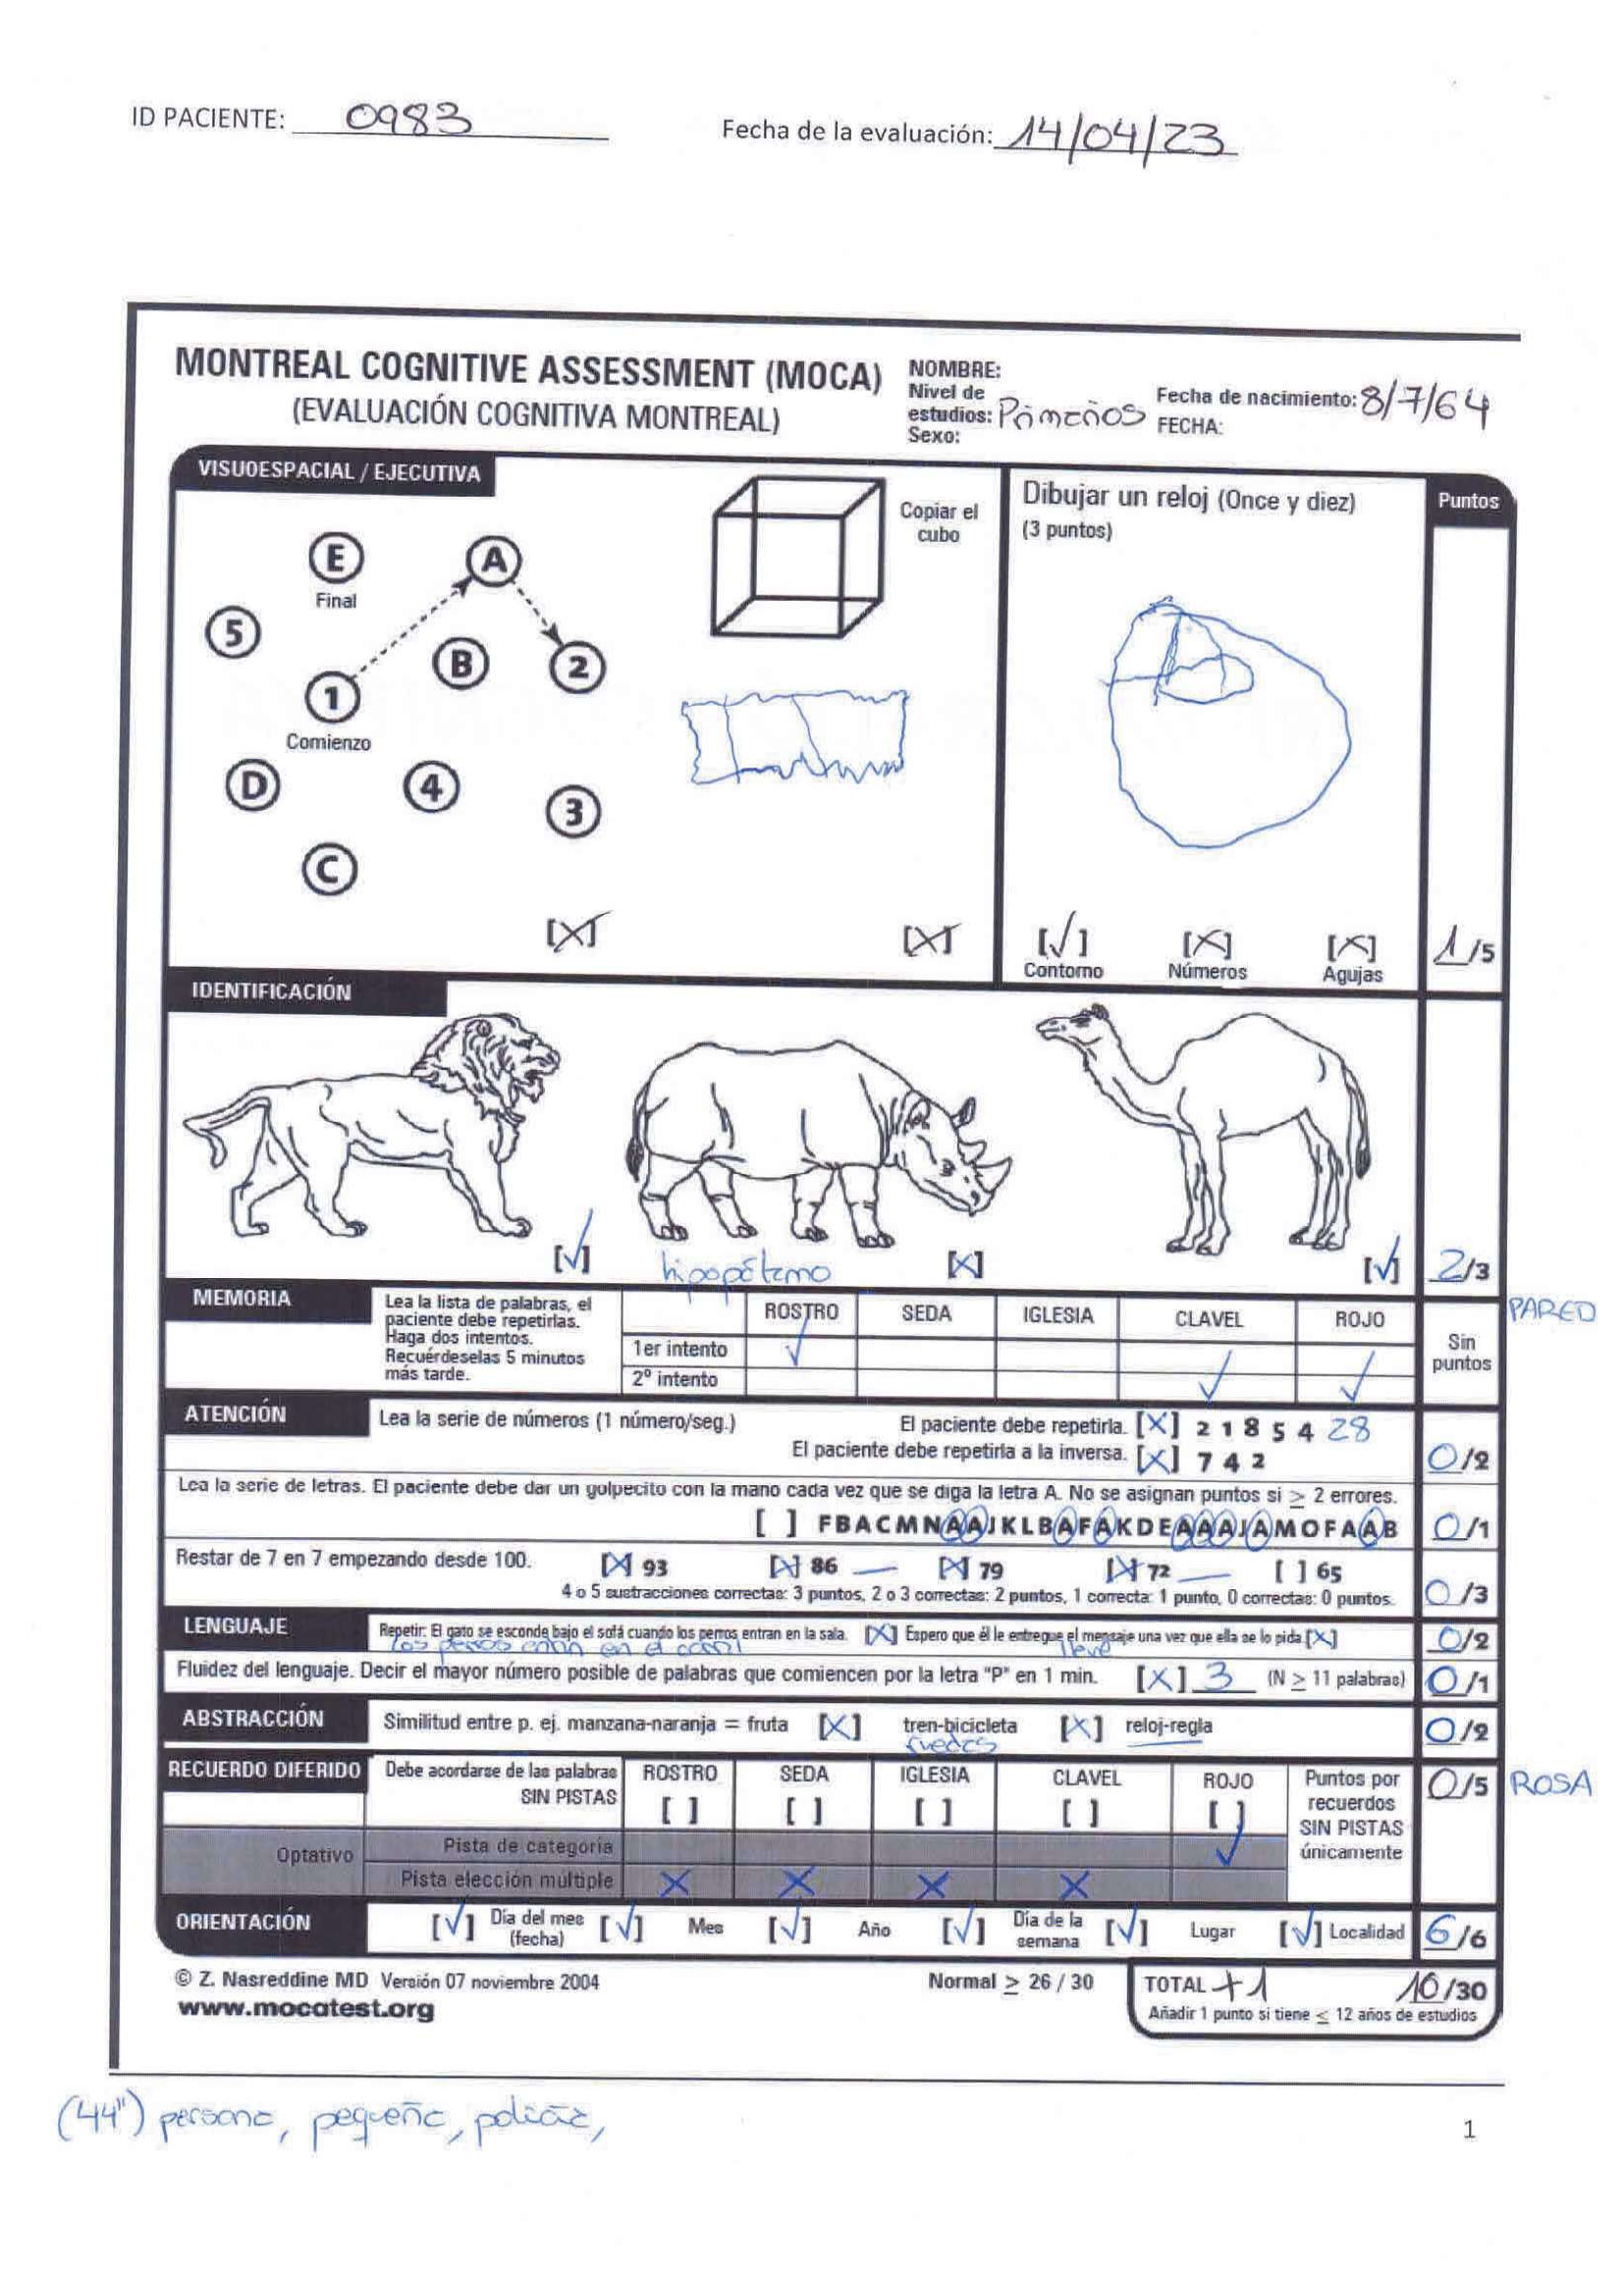 ID PACIENTE: 0983
Fecha de la evaluación: 14/04/23
MONTREAL COGNITIVE ASSESSMENT (MOCA)
(EVALUACIÓN COGNITIVA MONTREAL)
NOMBRE:
Nivel de
estudios: Primarios
Sexo:
Fecha de nacimiento: 8/7/64
FECHA:
VISUOESPACIAL / EJECUTIVA
Copiar el
cubo
Dibujar un reloj (Once y diez)
(3 puntos)
Puntos
E
Final
A
5
B
2
1
Comienzo
D
4
3
C
[X]
[X]
[✓] Contorno
[X] Números
[X] Agujas
1/5
IDENTIFICACIÓN
[✓]
hipopótamo [X]
[✓]
2/3
MEMORIA
Lea la lista de palabras, el
paciente debe repetirlas.
Haga dos intentos.
Recuérdeselas 5 minutos
más tarde.
ROSTRO SEDA IGLESIA CLAVEL ROJO
1er intento ✓
2º intento ✓ ✓
Sin
puntos
PARED
ATENCIÓN
Lea la serie de números (1 número/seg.)
El paciente debe repetirla. [X] 2 1 8 5 4 28
El paciente debe repetirla a la inversa. [X] 7 4 2
0/2
Lea la serie de letras. El paciente debe dar un golpecito con la mano cada vez que se diga la letra A. No se asignan puntos si ≥ 2 errores.
[ ] FBACMNAAJKLBAFAKDEAAAJAMOFAAB 0/1
Restar de 7 en 7 empezando desde 100. [X] 93 [X] 86 — [X] 79 [X] 72 — [ ] 65
4 o 5 sustracciones correctas: 3 puntos, 2 o 3 correctas: 2 puntos, 1 correcta: 1 punto, 0 correctas: 0 puntos. 0/3
LENGUAJE
Repetir: El gato se esconde bajo el sofá cuando los perros entran en la sala. [X] Espero que él le entregue el mensaje una vez que ella se lo pida [X] 0/2
los perros en el lleve
Fluidez del lenguaje. Decir el mayor número posible de palabras que comiencen por la letra "P" en 1 min. [X] 3 (N ≥ 11 palabras) 0/1
ABSTRACCIÓN
Similitud entre p. ej. manzana-naranja = fruta [X] tren-bicicleta [X] reloj-regla 0/2
ruedas
RECUERDO DIFERIDO
Debe acordarse de las palabras
SIN PISTAS
ROSTRO SEDA IGLESIA CLAVEL ROJO
[ ] [ ] [ ] [ ] [ ]
Puntos por
recuerdos
SIN PISTAS
únicamente
0/5 ROSA
Optativo
Pista de categoría ✓
Pista elección múltiple X X X X
ORIENTACIÓN
[✓] Día del mes
(fecha)
[✓] Mes [✓] Año [✓] Día de la
semana
[✓] Lugar [✓] Localidad 6/6
© Z. Nasreddine MD Versión 07 noviembre 2004
www.mocatest.org
Normal ≥ 26 / 30
TOTAL +1 10/30
Añadir 1 punto si tiene ≤ 12 años de estudios
(44") persona, pequeña, policía,
1